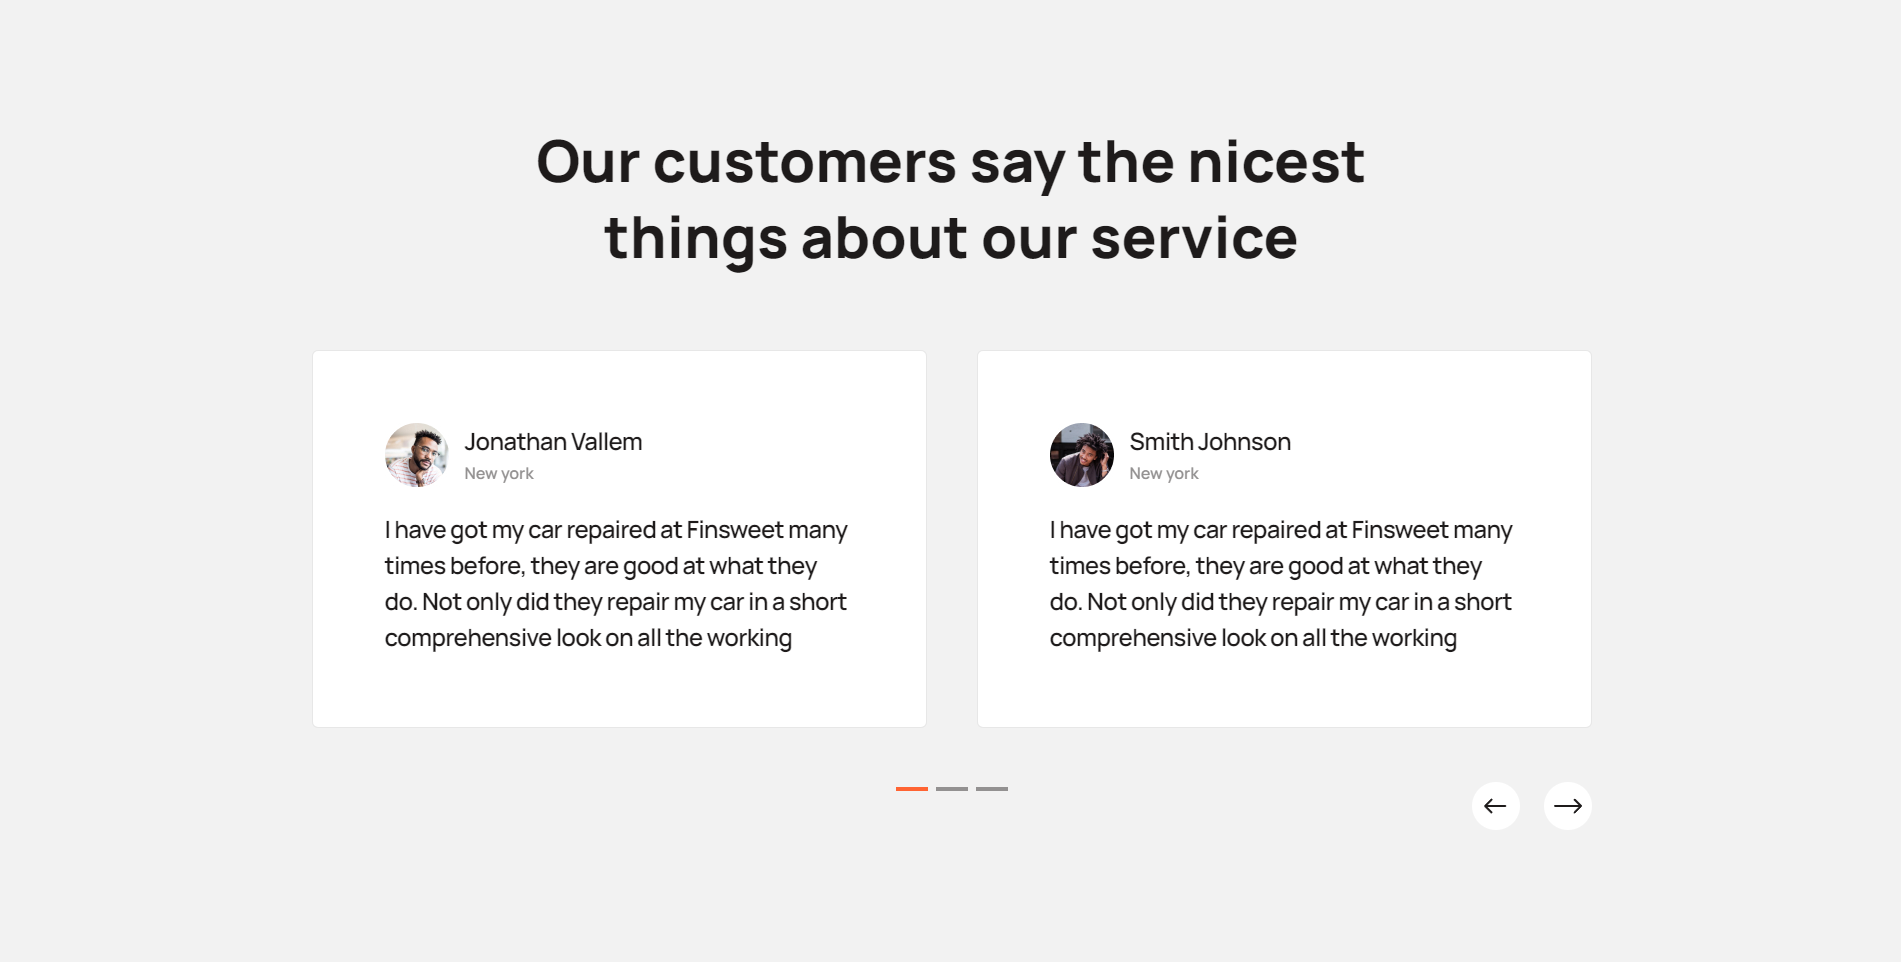 Our customers say the nicest
things about our service
Jonathan Vallem
New york
I have got my car repaired at Finsweet many
times before, they are good at what they
do. Not only did they repair my car in a short
comprehensive look on all the working
Smith Johnson
New york
I have got my car repaired at Finsweet many
times before, they are good at what they
do. Not only did they repair my car in a short
comprehensive look on all the working